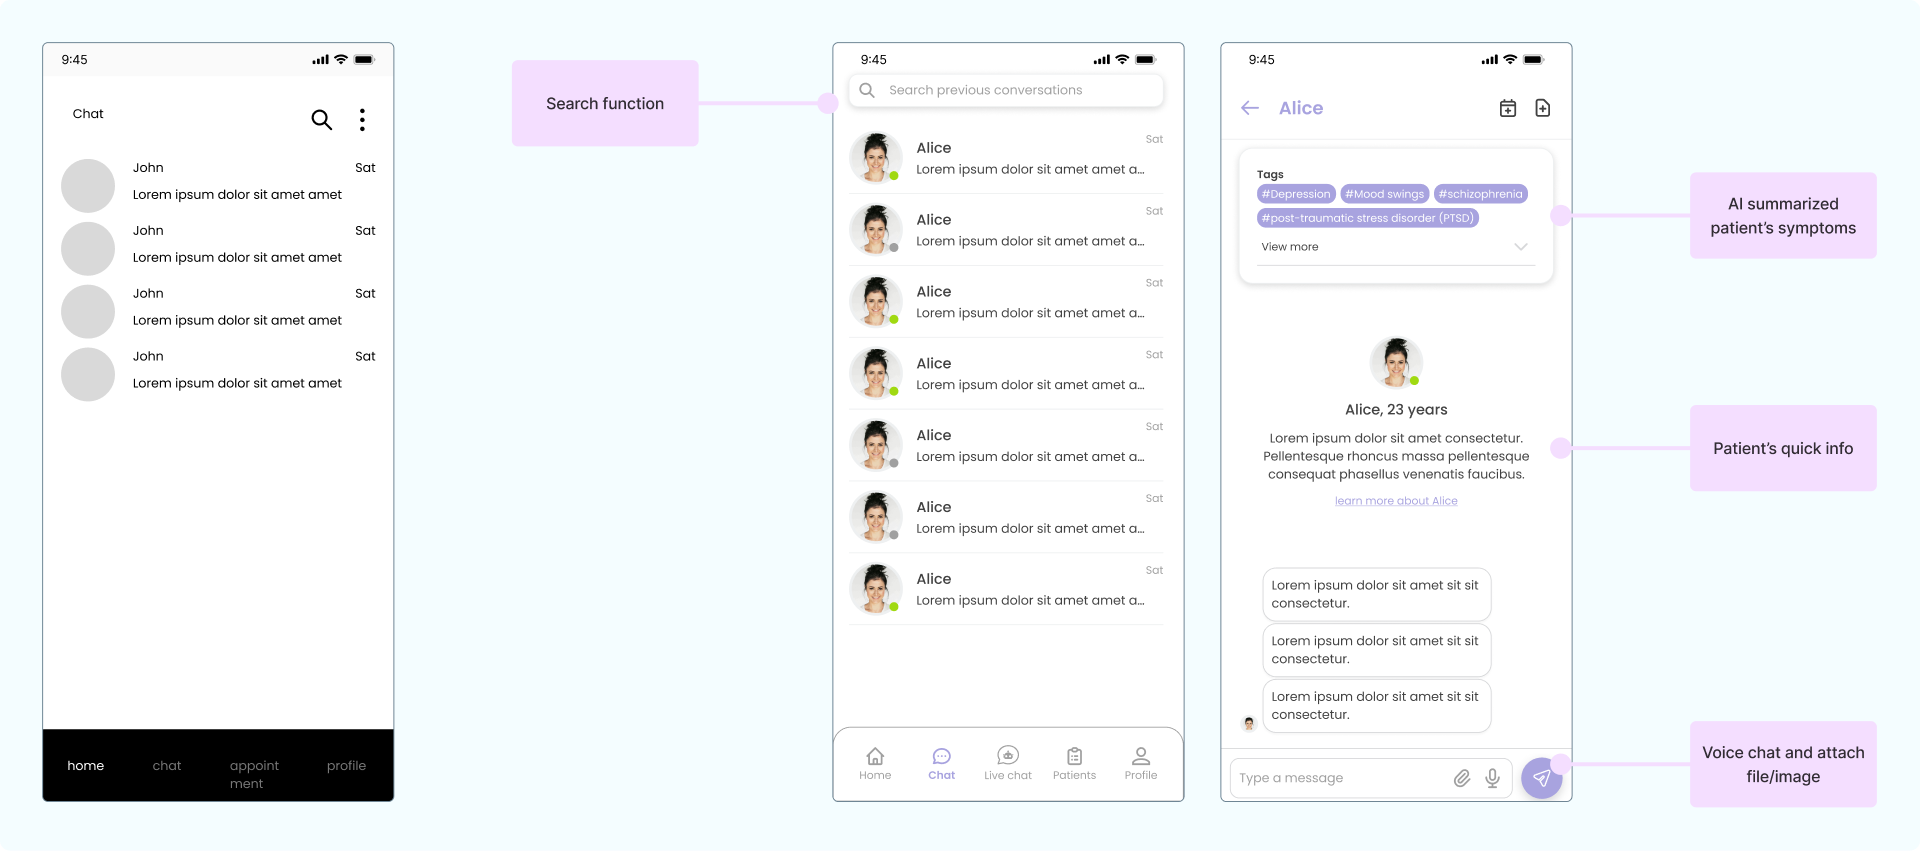 9:45
Chat
John
Sat
Lorem ipsum dolor sit amet amet
John
Sat
Lorem ipsum dolor sit amet amet
John
Sat
Lorem ipsum dolor sit amet amet
John
Sat
Lorem ipsum dolor sit amet amet
home
chat
appoint
ment
profile
Search function
9:45
Search previous conversations
Alice
Sat
Lorem ipsum dolor sit amet amet a...
Alice
Sat
Lorem ipsum dolor sit amet amet a...
Alice
Sat
Lorem ipsum dolor sit amet amet a...
Alice
Sat
Lorem ipsum dolor sit amet amet a...
Alice
Sat
Lorem ipsum dolor sit amet amet a...
Alice
Sat
Lorem ipsum dolor sit amet amet a...
Alice
Sat
Lorem ipsum dolor sit amet amet a...
Home
Chat
Live chat
Patients
Profile
9:45
Alice
Tags
#Depression
#Mood swings
#schizophrenia
#post-traumatic stress disorder (PTSD)
View more
Alice, 23 years
Lorem ipsum dolor sit amet consectetur.
Pellentesque rhoncus massa pellentesque
consequat phasellus venenatis faucibus.
learn more about Alice
Lorem ipsum dolor sit amet sit sit
consectetur.
Lorem ipsum dolor sit amet sit sit
consectetur.
Lorem ipsum dolor sit amet sit sit
consectetur.
Type a message
AI summarized
patient’s symptoms
Patient’s quick info
Voice chat and attach
file/image